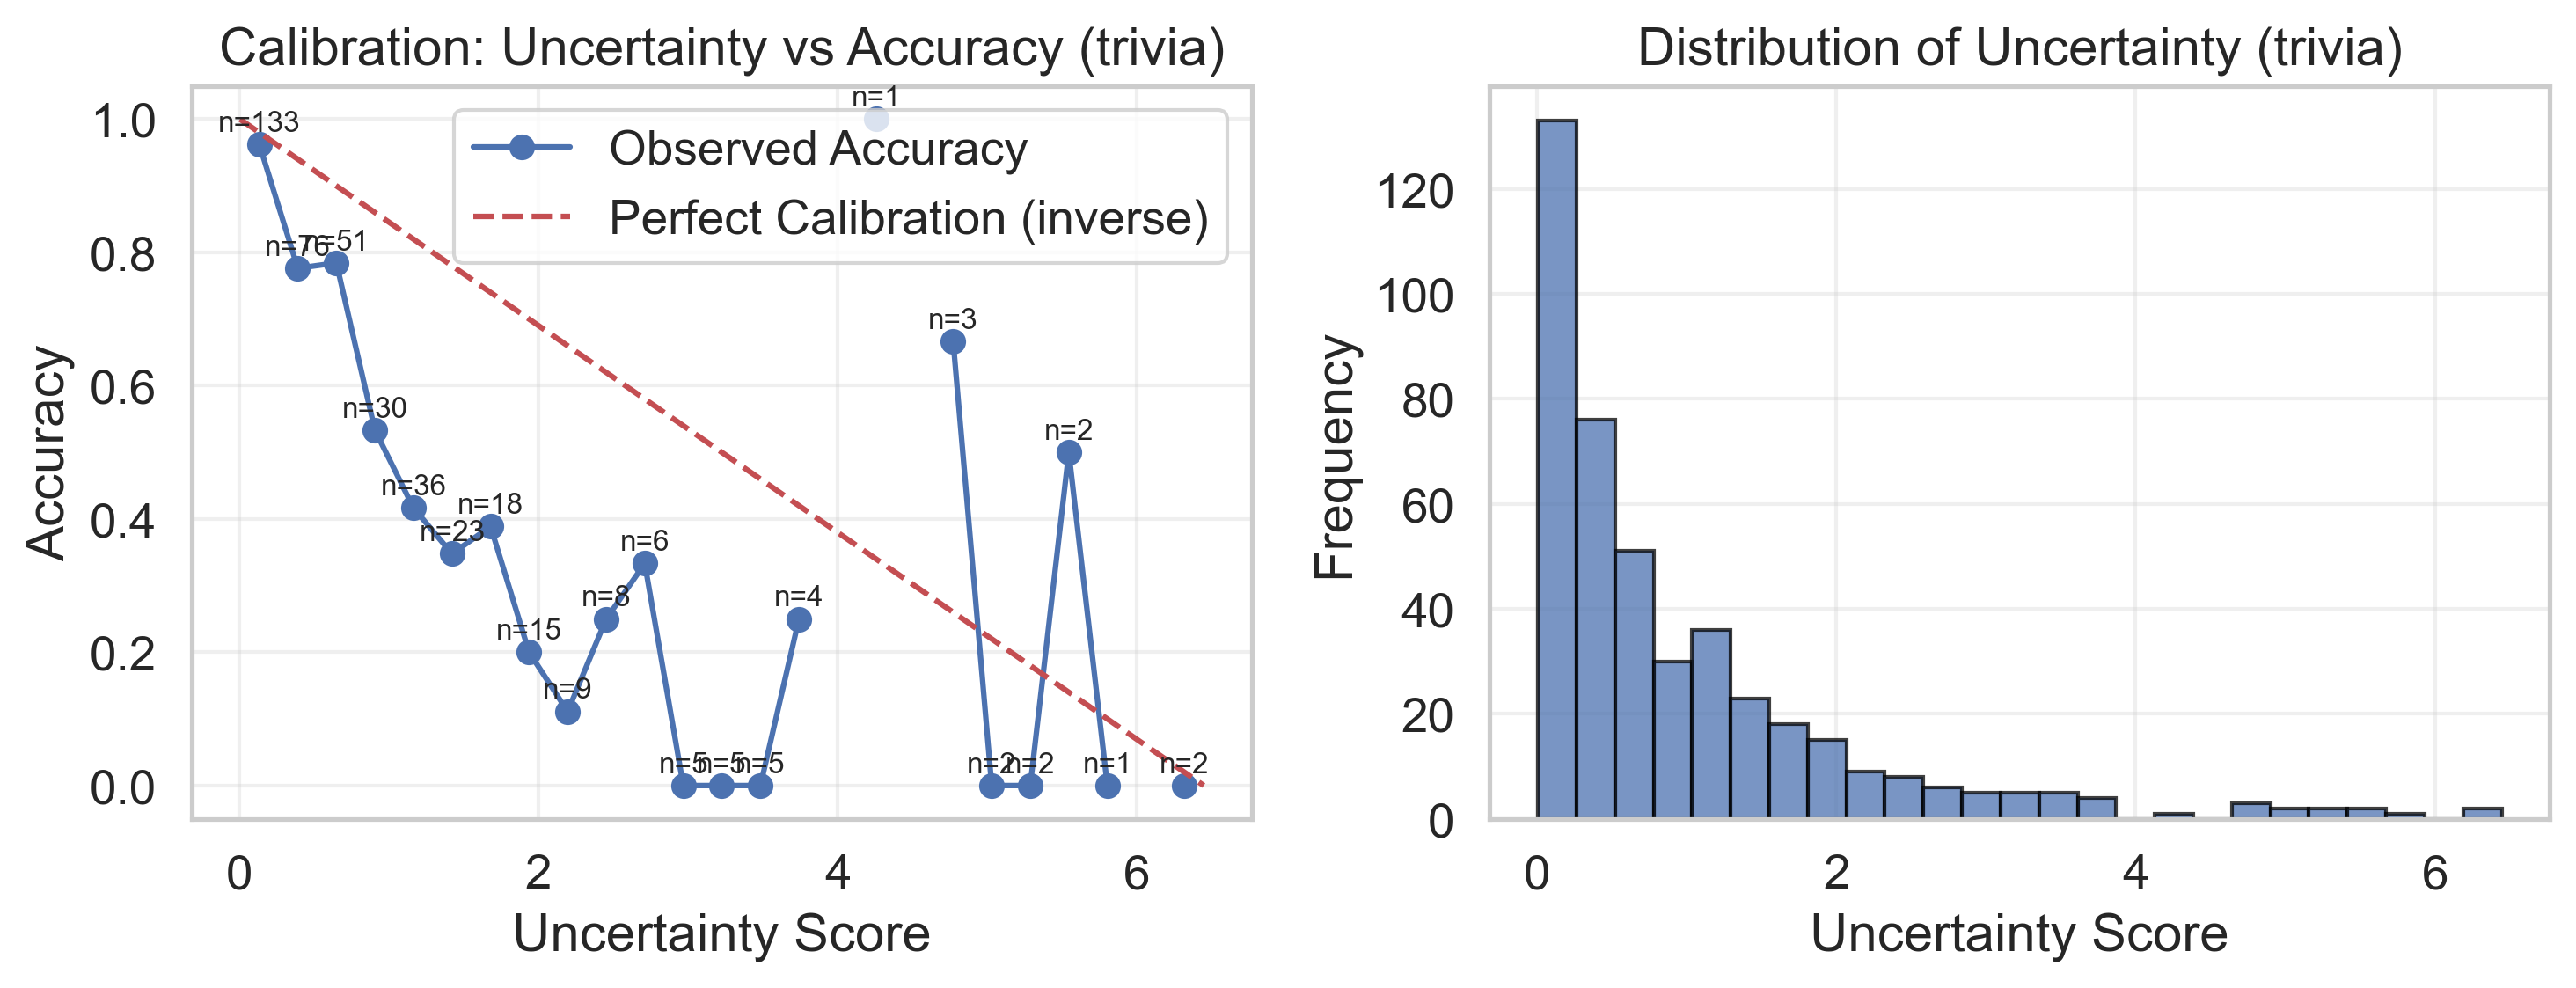 Calibration: Uncertainty vs Accuracy (trivia)
Accuracy
1.0
0.8
0.6
0.4
0.2
0.0
n=133
n=76
n=51
n=30
n=36
n=23
n=18
n=15
n=9
n=8
n=6
n=5
n=5
n=5
n=4
n=1
n=3
n=2
n=2
n=2
n=1
n=2
Observed Accuracy
Perfect Calibration (inverse)
0 2 4 6
Uncertainty Score
Distribution of Uncertainty (trivia)
Frequency
120
100
80
60
40
20
0
0 2 4 6
Uncertainty Score